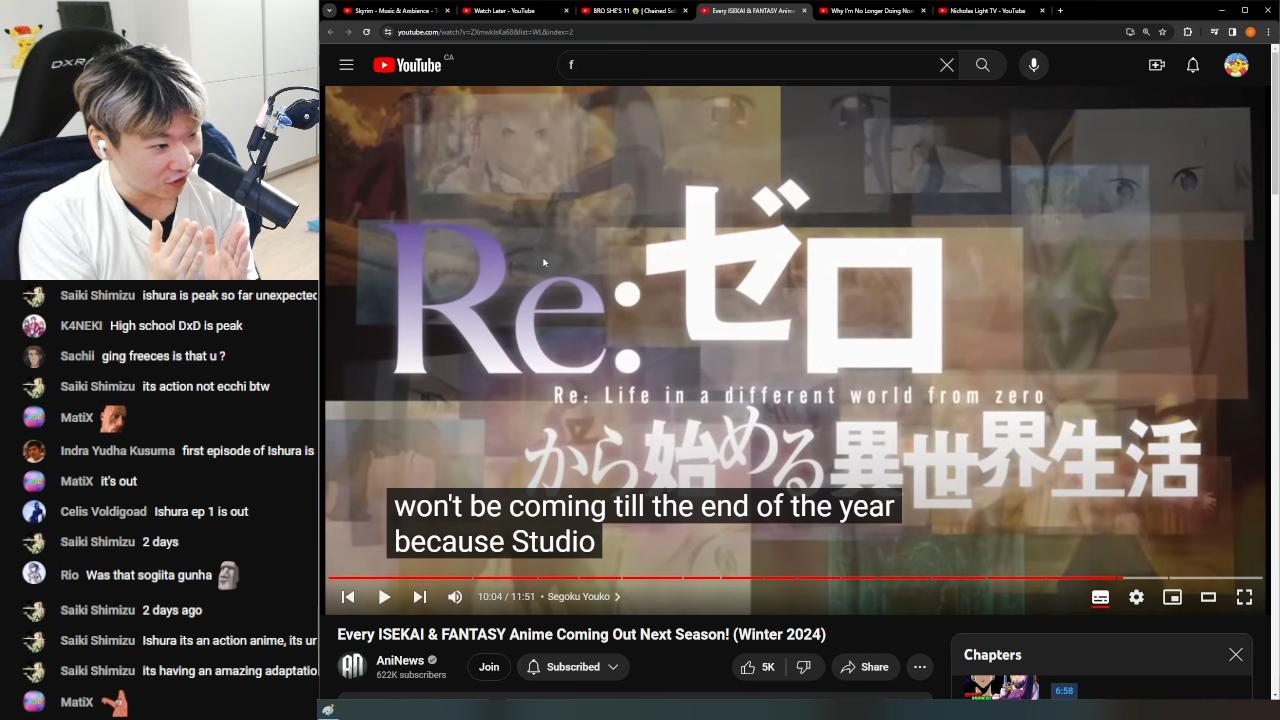 Skyrim - Music & Ambience - T
Watch Later - YouTube
BRO SHE'S 11
| Chained Sol
Every ISEKAI & FANTASY Anime
Why I'm No Longer Doing Non
Nicholas Light TV - YouTube
youtube.com/watch?v=
&list=WL&index=2
DXRA
YouTube CA
f
Re:ゼロ
Re: Life in a different world from zero
から始める異世界生活
won't be coming till the end of the year
because Studio
10:04 / 11:51 • Segoku Youko
Every ISEKAI & FANTASY Anime Coming Out Next Season! (Winter 2024)
AniNews
622K subscribers
Join
Subscribed
5K
Share
Chapters
6:58
Saiki Shimizu ishura is peak so far unexpected
K4NEKI High school DxD is peak
Sachii ging freeces is that u ?
Saiki Shimizu its action not ecchi btw
MatiX
Indra Yudha Kusuma first episode of Ishura is
MatiX it's out
Celis Voldigoad Ishura ep 1 is out
Saiki Shimizu 2 days
Rio Was that sogiita gunha
Saiki Shimizu 2 days ago
Saiki Shimizu Ishura its an action anime, its ur
Saiki Shimizu its having an amazing adaptatio
MatiX